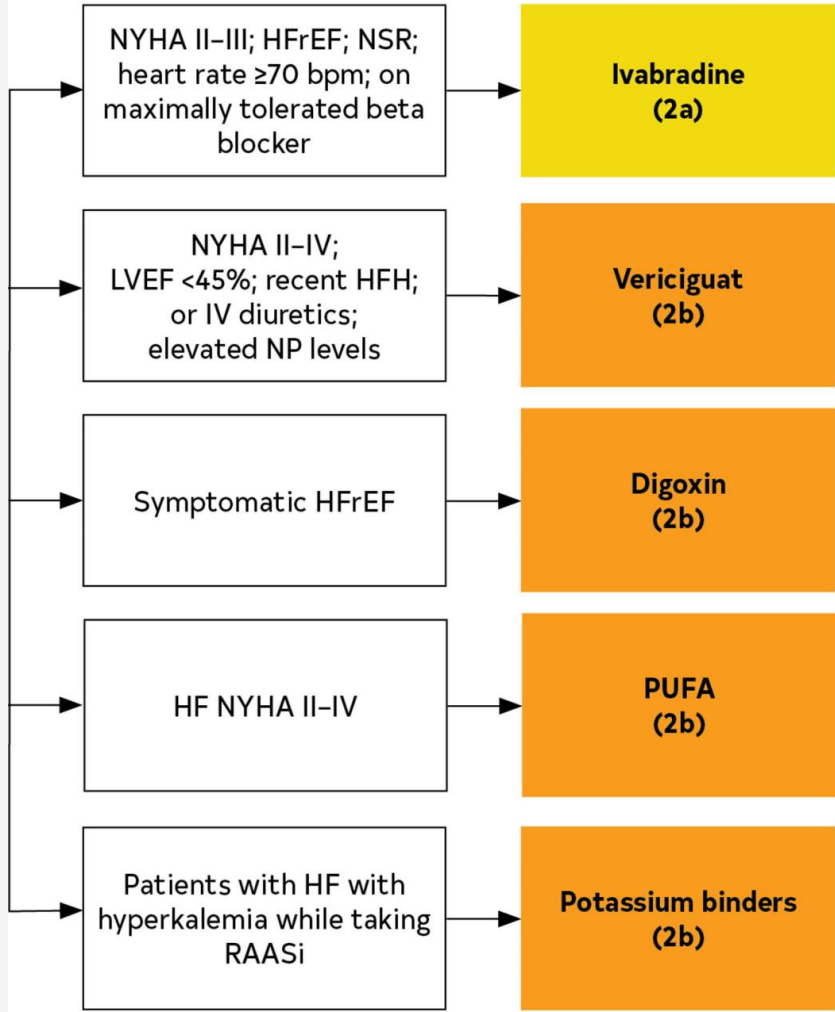 NYHA II–III; HFrEF; NSR;
heart rate ≥70 bpm; on
maximally tolerated beta
blocker
Ivabradine
(2a)
NYHA II–IV;
LVEF <45%; recent HFH;
or IV diuretics;
elevated NP levels
Vericiguat
(2b)
Symptomatic HFrEF
Digoxin
(2b)
HF NYHA II–IV
PUFA
(2b)
Patients with HF with
hyperkalemia while taking
RAASi
Potassium binders
(2b)